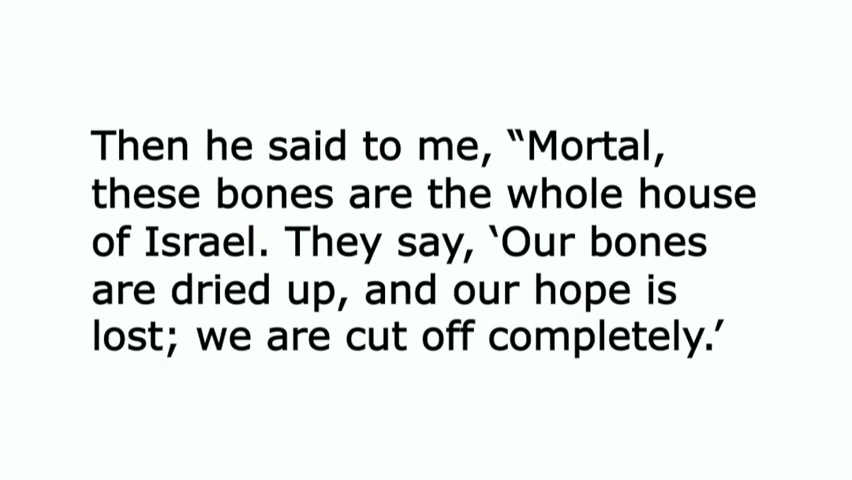 Then he said to me, “Mortal,
these bones are the whole house
of Israel. They say, ‘Our bones
are dried up, and our hope is
lost; we are cut off completely.’